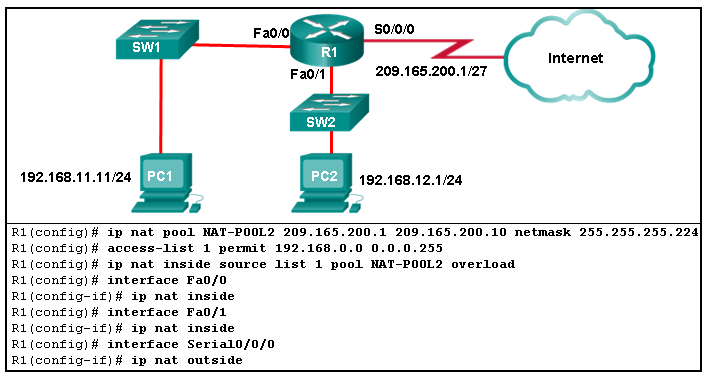 Fa0/0
S0/0/0
SW1
R1
Internet
Fa0/1
209.165.200.1/27
SW2
192.168.11.11/24
PC1
PC2
192.168.12.1/24
R1(config)# ip nat pool NAT-POOL2 209.165.200.1 209.165.200.10 netmask 255.255.255.224
R1(config)# access-list 1 permit 192.168.0.0 0.0.0.255
R1(config)# ip nat inside source list 1 pool NAT-POOL2 overload
R1(config)# interface Fa0/0
R1(config-if)# ip nat inside
R1(config)# interface Fa0/1
R1(config-if)# ip nat inside
R1(config)# interface Serial0/0/0
R1(config-if)# ip nat outside